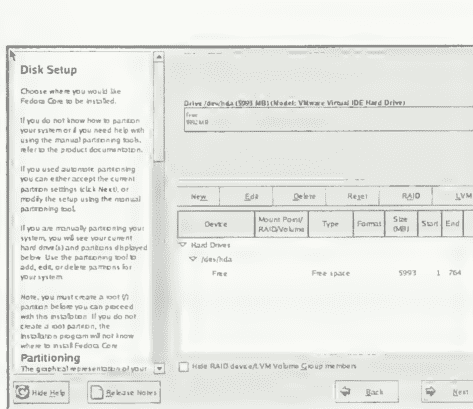 Disk Setup
Choose where you would like
Fedora Core to be installed.
If you do not know how to partition
your system or if you need help with
using the manual partitioning tools,
refer to the product documentation.
If you used automatic partitioning
you can either accept the current
partition settings (click Next), or
modify the setup using the manual
partitioning tool.
If you are manually partitioning your
system, you will see your current
hard drive(s) and partitions displayed
below. Use the partitioning tool to
add, edit, or delete partitions for
your system.
Note, you must create a root (/)
partition before you can proceed
with this installation. If you do not
create a root partition, the
installation program will not know
where to install Fedora Core
Partitioning
The graphical representation of your
Drive /dev/hda (5993 MB) (Model: VMware Virtual IDE Hard Drive)
Free
5992 MB
New Edit Delete Reset RAID LVM
Device Mount Point/ RAID/Volume Type Format Size (MB) Start End
Hard Drives
/dev/hda
Free Free space 5993 1 764
Hide RAID device/LVM Volume Group members
Hide Help Release Notes Back Next